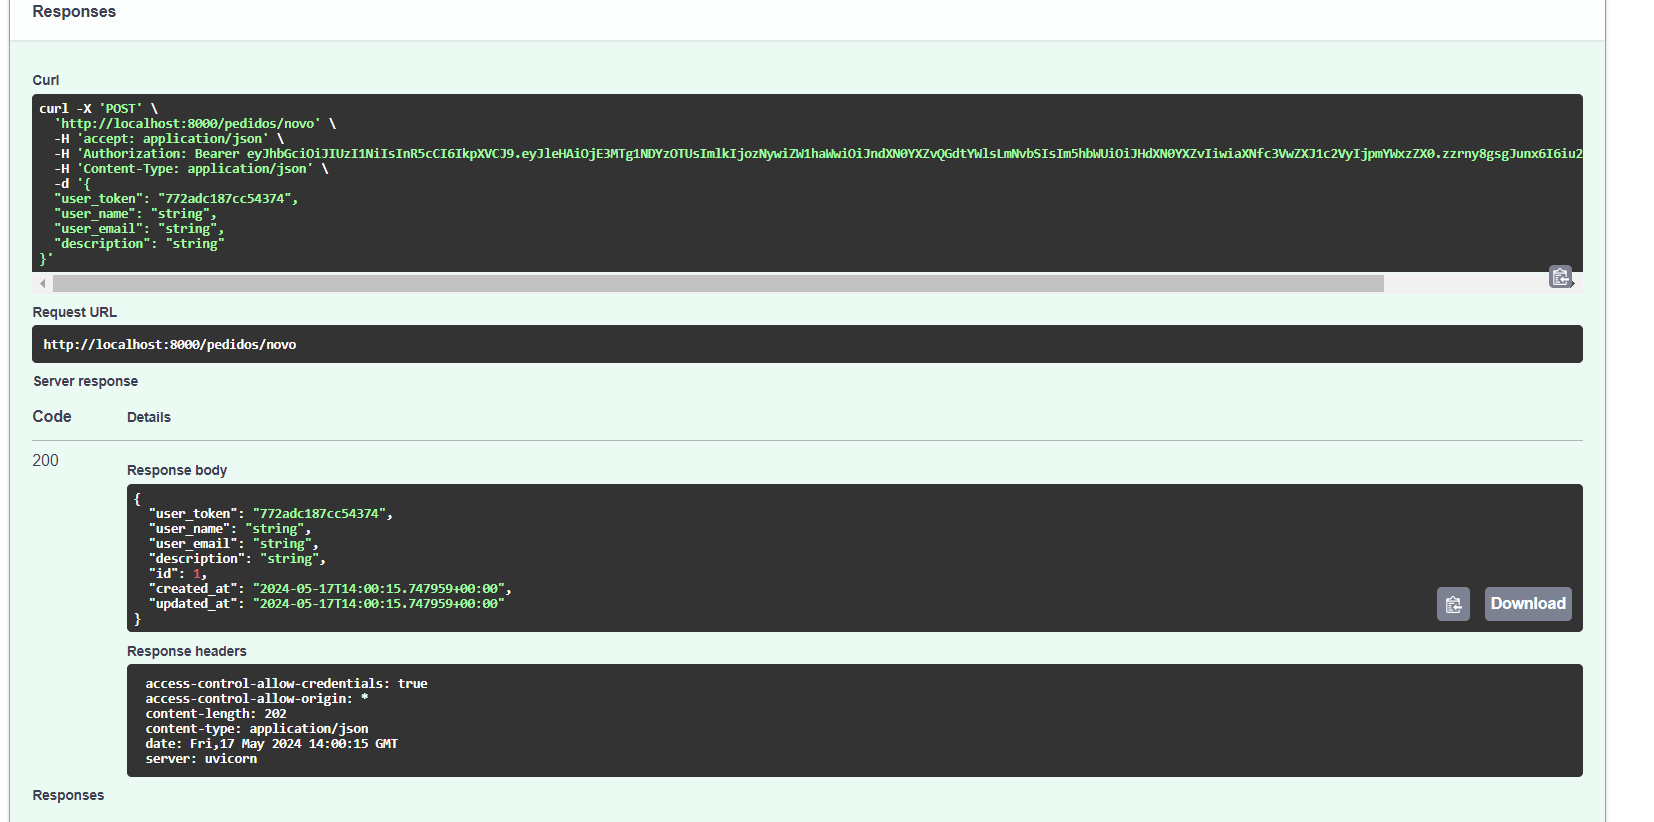 Responses
Curl
curl -X 'POST' \
'http://localhost:8000/pedidos/novo' \
-H 'accept: application/json' \
-H 'Authorization: Bearer eyJhbGciOiJIUzI1NiIsInR5cCI6IkpXVCJ9.eyJleHAiOjE3MTg1NDYzOTUsImlkIjozNywiZW1haWwiOiJndXN0YXZvQGdtYWlsLmNvbSIsIm5hbWUiOiJHdXN0YXZvIiwiaXNfc3VwZXJ1c2VyIjpmYWxzZX0.zzrny8gsgJunx6I6iu2
-H 'Content-Type: application/json' \
-d '{
"user_token": "772adc187cc54374",
"user_name": "string",
"user_email": "string",
"description": "string"
}'
Request URL
http://localhost:8000/pedidos/novo
Server response
Code Details
200
Response body
{
"user_token": "772adc187cc54374",
"user_name": "string",
"user_email": "string",
"description": "string",
"id": 1,
"created_at": "2024-05-17T14:00:15.747959+00:00",
"updated_at": "2024-05-17T14:00:15.747959+00:00"
}
Download
Response headers
access-control-allow-credentials: true
access-control-allow-origin: *
content-length: 202
content-type: application/json
date: Fri,17 May 2024 14:00:15 GMT
server: uvicorn
Responses